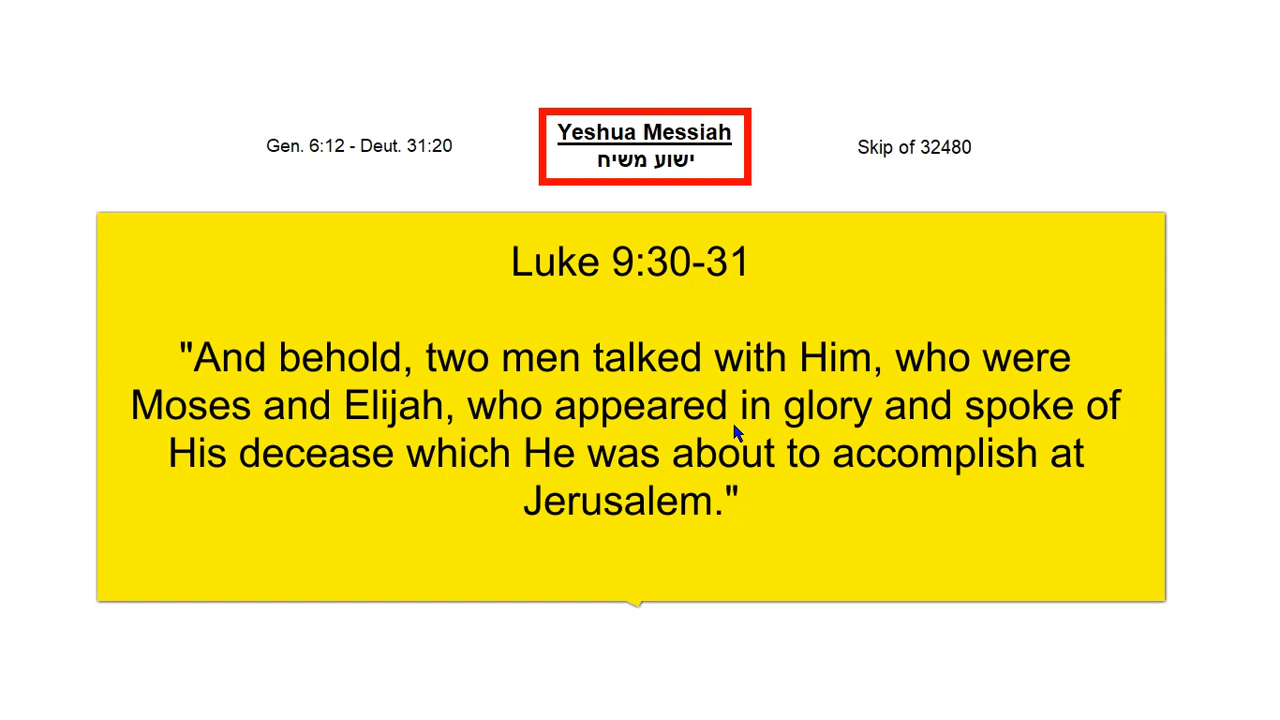 Gen. 6:12 - Deut. 31:20
Yeshua Messiah
ישוע משיח
Skip of 32480
Luke 9:30-31
"And behold, two men talked with Him, who were
Moses and Elijah, who appeared in glory and spoke of
His decease which He was about to accomplish at
Jerusalem."